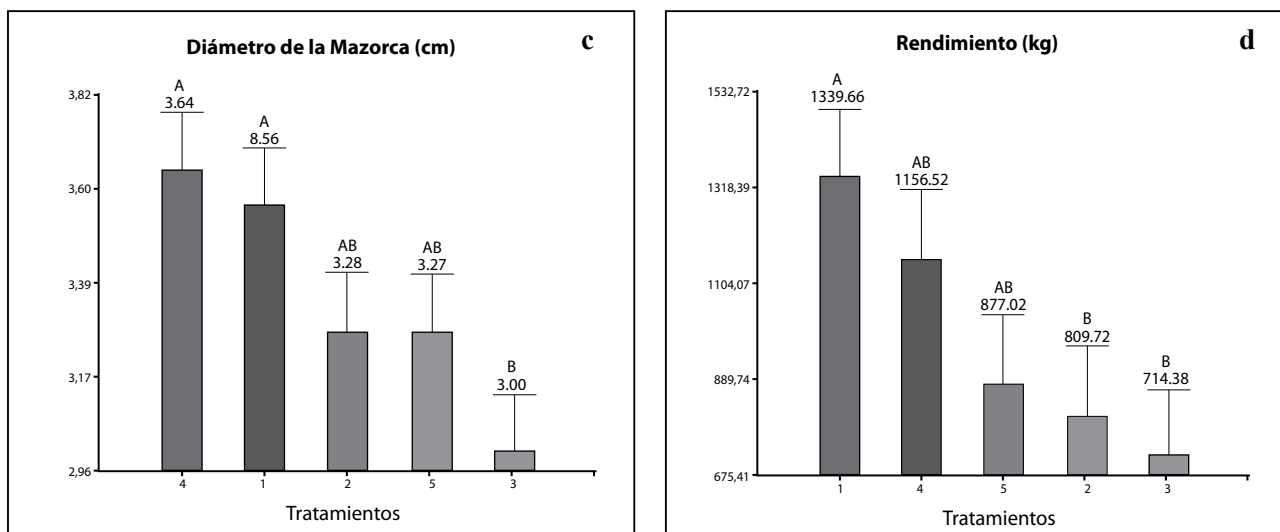 Diámetro de la Mazorca (cm)
c
3,82
3,60
3,39
3,17
2,96
A
3.64
A
8.56
AB
3.28
AB
3.27
B
3.00
4
1
2
5
3
Tratamientos
Rendimiento (kg)
d
1532,72
1318,39
1104,07
889,74
675,41
A
1339.66
AB
1156.52
AB
877.02
B
809.72
B
714.38
1
4
5
2
3
Tratamientos